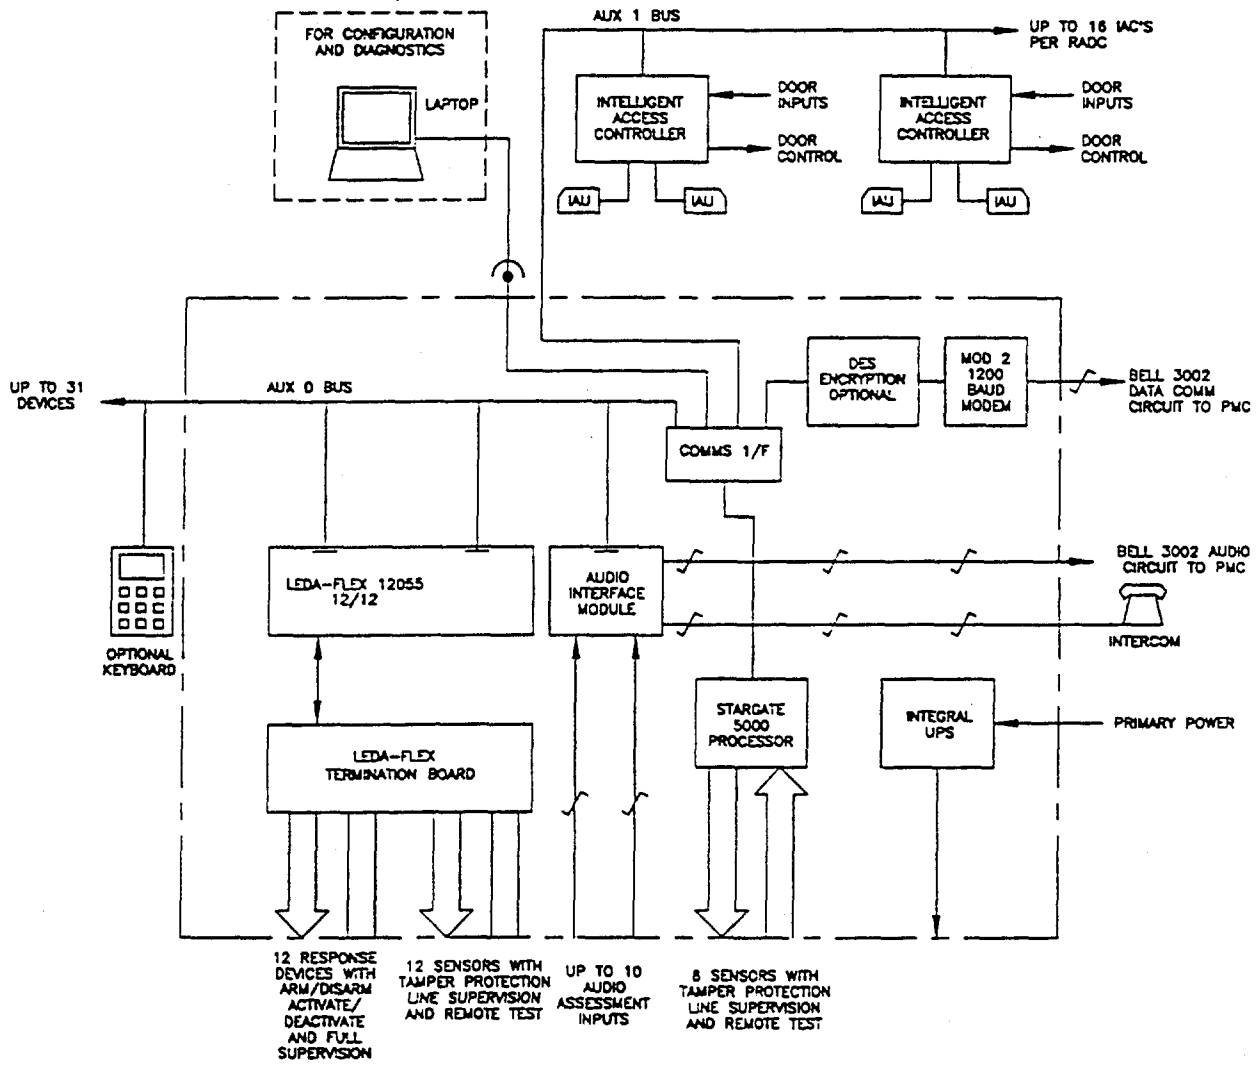 AUX 1 BUS
UP TO 16 IAC'S
PER RADC
FOR CONFIGURATION
AND DIAGNOSTICS
LAPTOP
INTELLIGENT
ACCESS
CONTROLLER
DOOR
INPUTS
DOOR
CONTROL
IAU
IAU
INTELLIGENT
ACCESS
CONTROLLER
DOOR
INPUTS
DOOR
CONTROL
IAU
IAU
UP TO 31
DEVICES
AUX 0 BUS
DES
ENCRYPTION
OPTIONAL
MOD 2
1200
BAUD
MODEM
BELL 3002
DATA COMM
CIRCUIT TO PMC
COMMS 1/F
OPTIONAL
KEYBOARD
LEDA-FLEX 12055
12/12
AUDIO
INTERFACE
MODULE
BELL 3002 AUDIO
CIRCUIT TO PMC
INTERCOM
LEDA-FLEX
TERMINATION BOARD
STARGATE
5000
PROCESSOR
INTEGRAL
UPS
PRIMARY POWER
12 RESPONSE
DEVICES WITH
ARM/DISARM
ACTIVATE/
DEACTIVATE
AND FULL
SUPERVISION
12 SENSORS WITH
TAMPER PROTECTION
LINE SUPERVISION
AND REMOTE TEST
UP TO 10
AUDIO
ASSESSMENT
INPUTS
8 SENSORS WITH
TAMPER PROTECTION
LINE SUPERVISION
AND REMOTE TEST